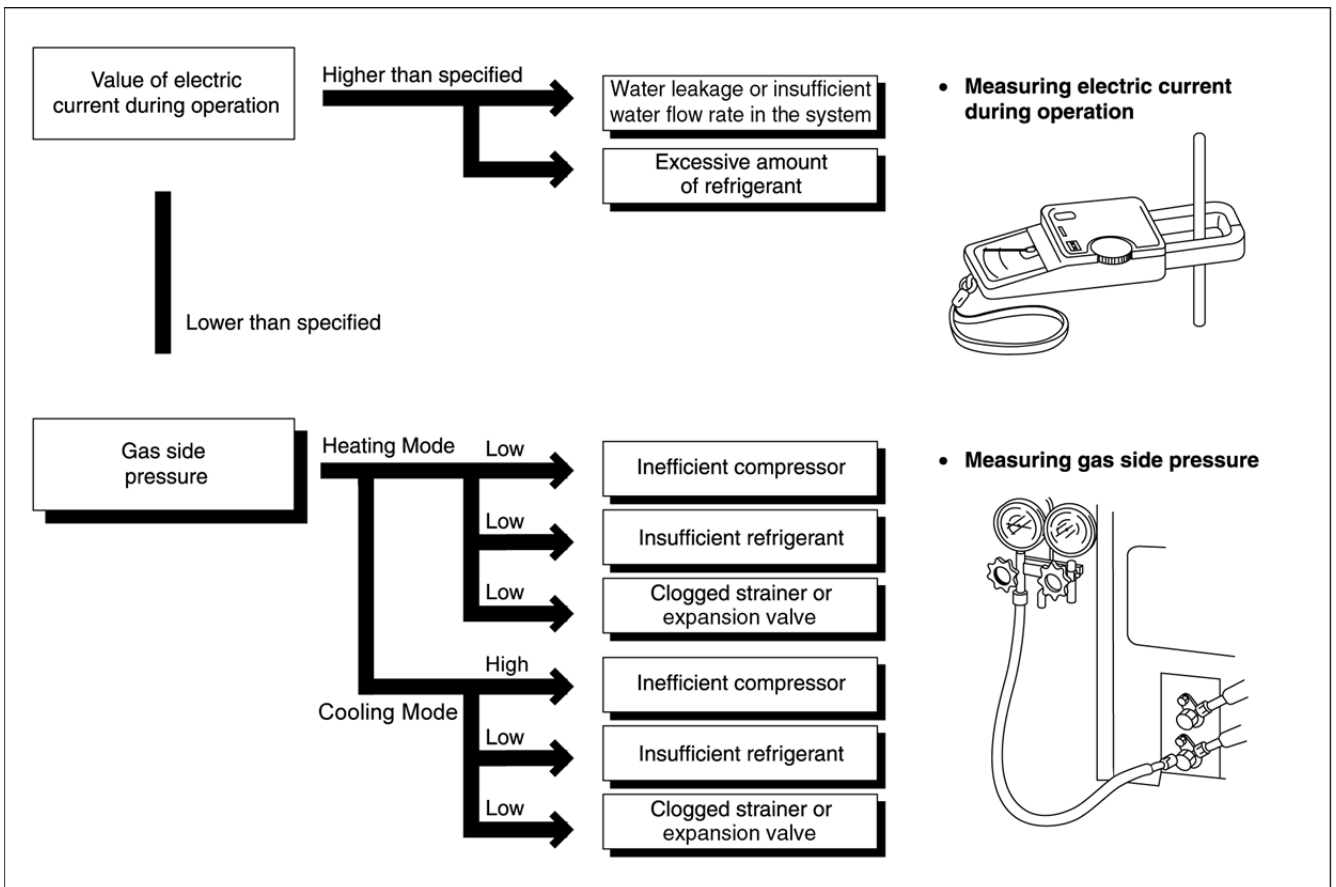 Value of electric
current during operation
Higher than specified
Water leakage or insufficient
water flow rate in the system
Excessive amount
of refrigerant
• Measuring electric current
during operation
Lower than specified
Gas side
pressure
Heating Mode
Low
Inefficient compressor
Low
Insufficient refrigerant
Low
Clogged strainer or
expansion valve
High
Inefficient compressor
Cooling Mode
Low
Insufficient refrigerant
Low
Clogged strainer or
expansion valve
• Measuring gas side pressure